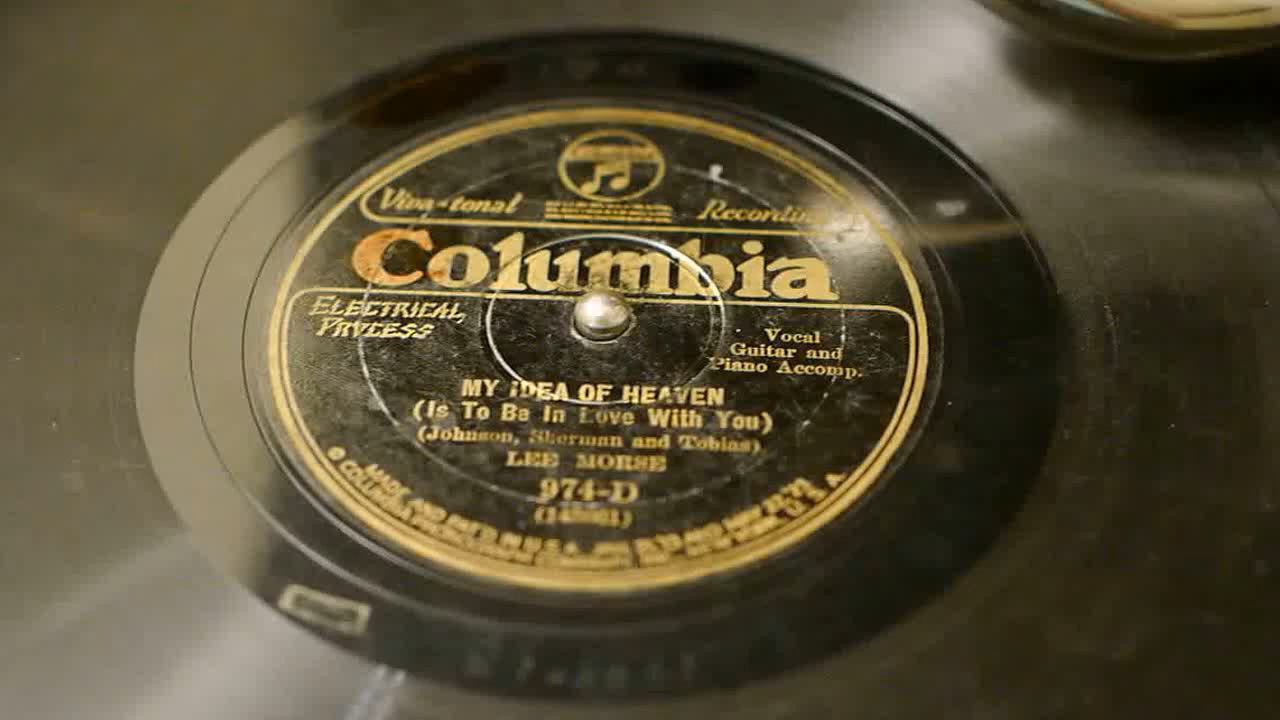 Viva-tonal Recording
Columbia
ELECTRICAL
PROCESS
Vocal
Guitar and
Piano Accomp.
MY IDEA OF HEAVEN
(Is To Be In Love With You)
(Johnson, Sherman and Tobias)
LEE MORSE
974-D